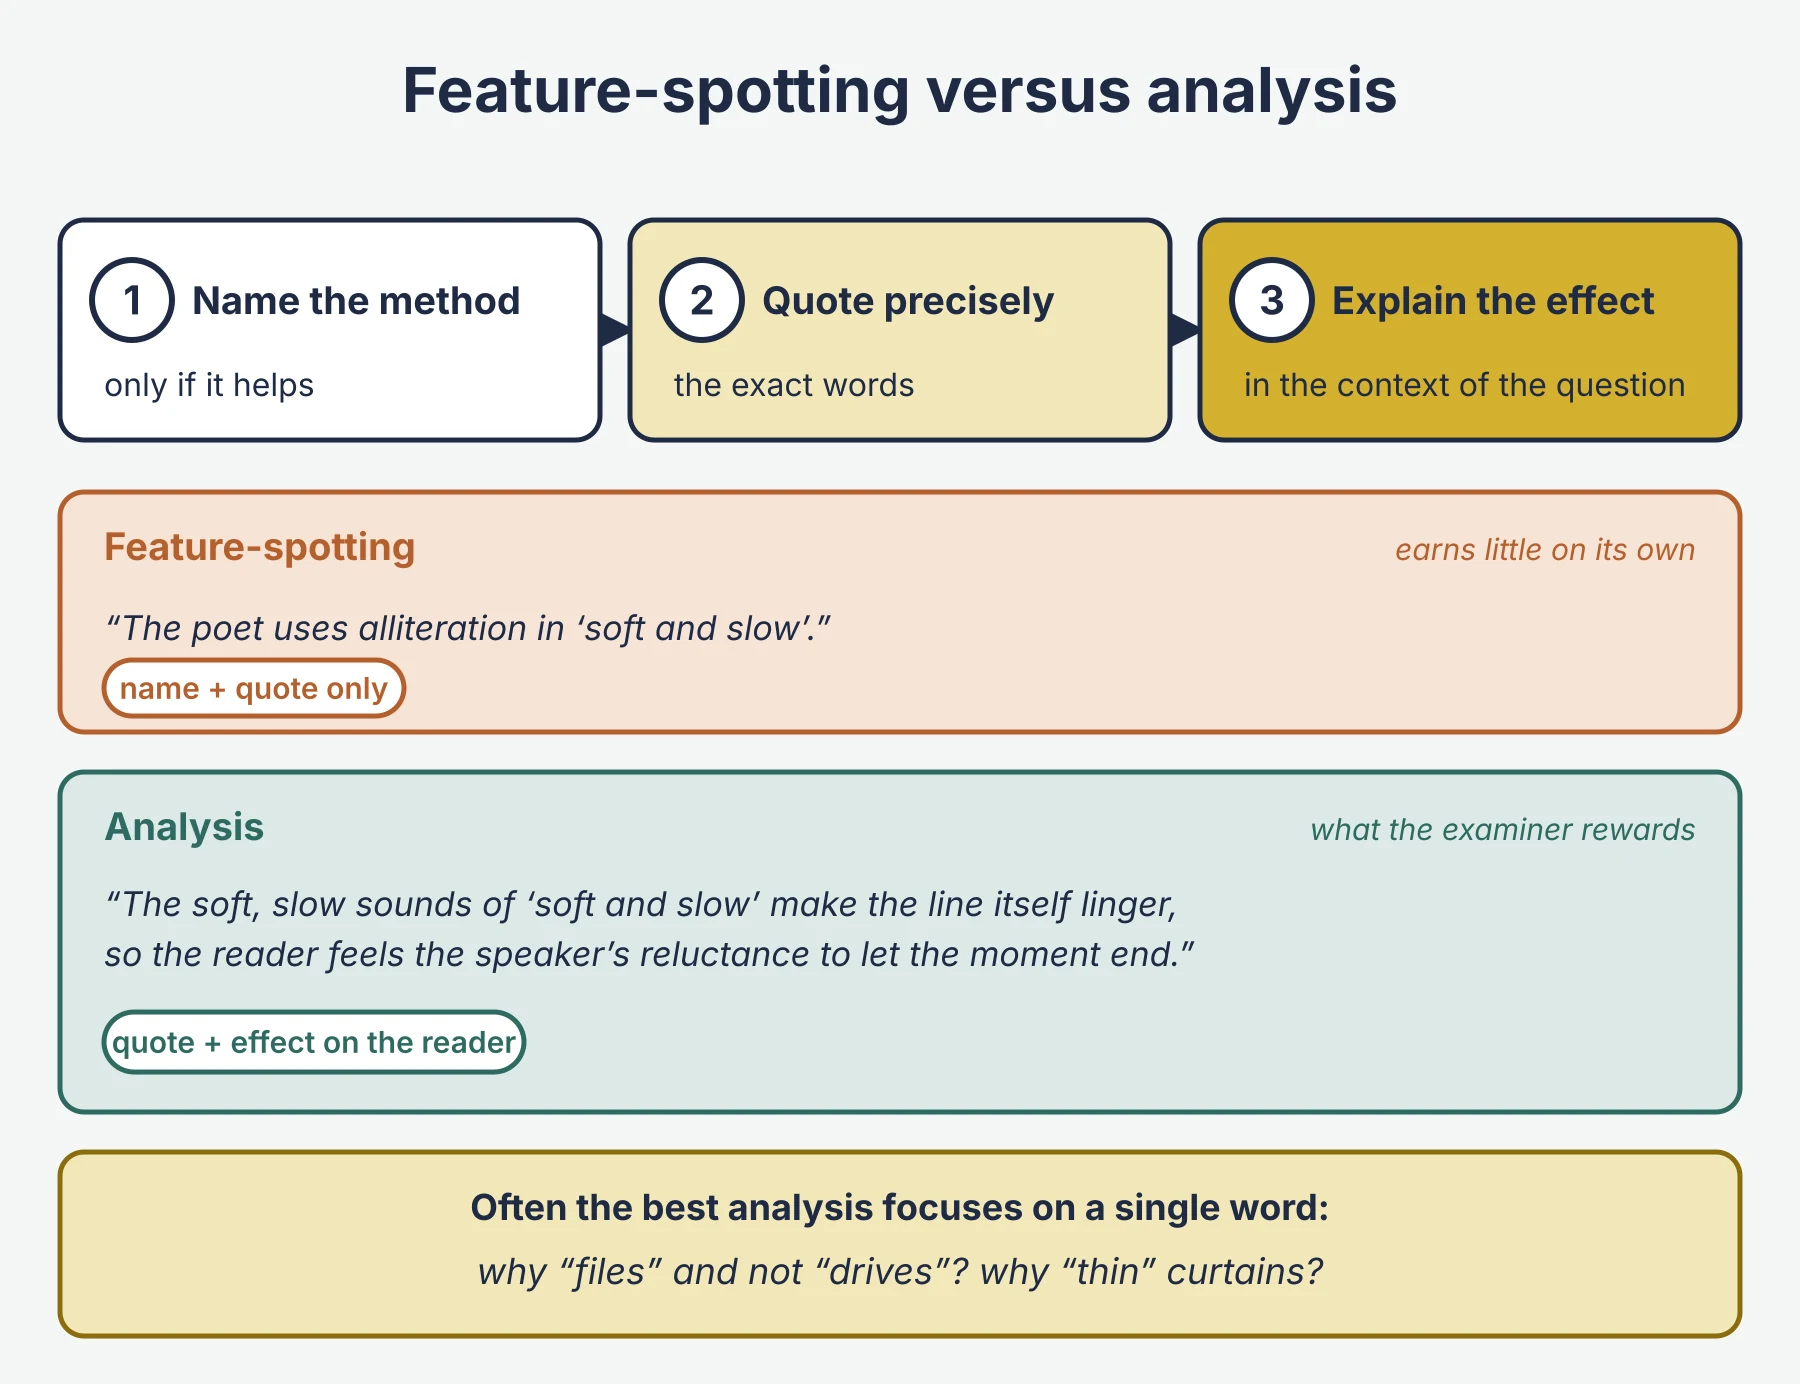 Feature-spotting versus analysis
1 Name the method
only if it helps
2 Quote precisely
the exact words
3 Explain the effect
in the context of the question
Feature-spotting
earns little on its own
“The poet uses alliteration in ‘soft and slow’.”
name + quote only
Analysis
what the examiner rewards
“The soft, slow sounds of ‘soft and slow’ make the line itself linger,
so the reader feels the speaker’s reluctance to let the moment end.”
quote + effect on the reader
Often the best analysis focuses on a single word:
why “files” and not “drives”? why “thin” curtains?